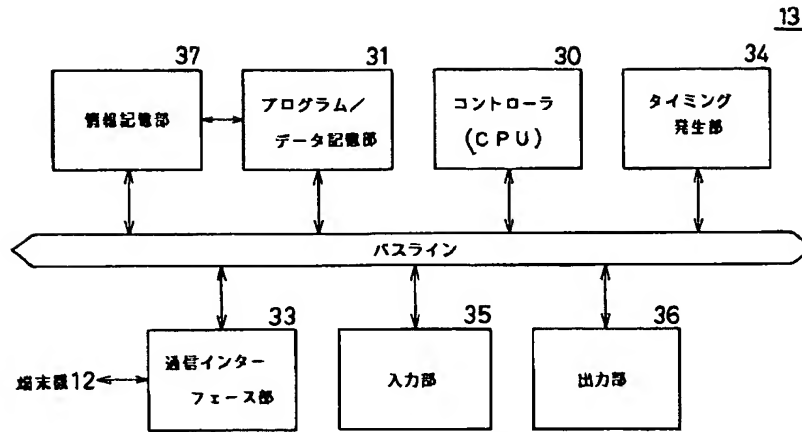 13
37
31
30
34
情報記憶部
プログラム/
データ記憶部
コントローラ
(CPU)
タイミング
発生部
バスライン
33
35
36
端末器12
通信インター
フェース部
入力部
出力部